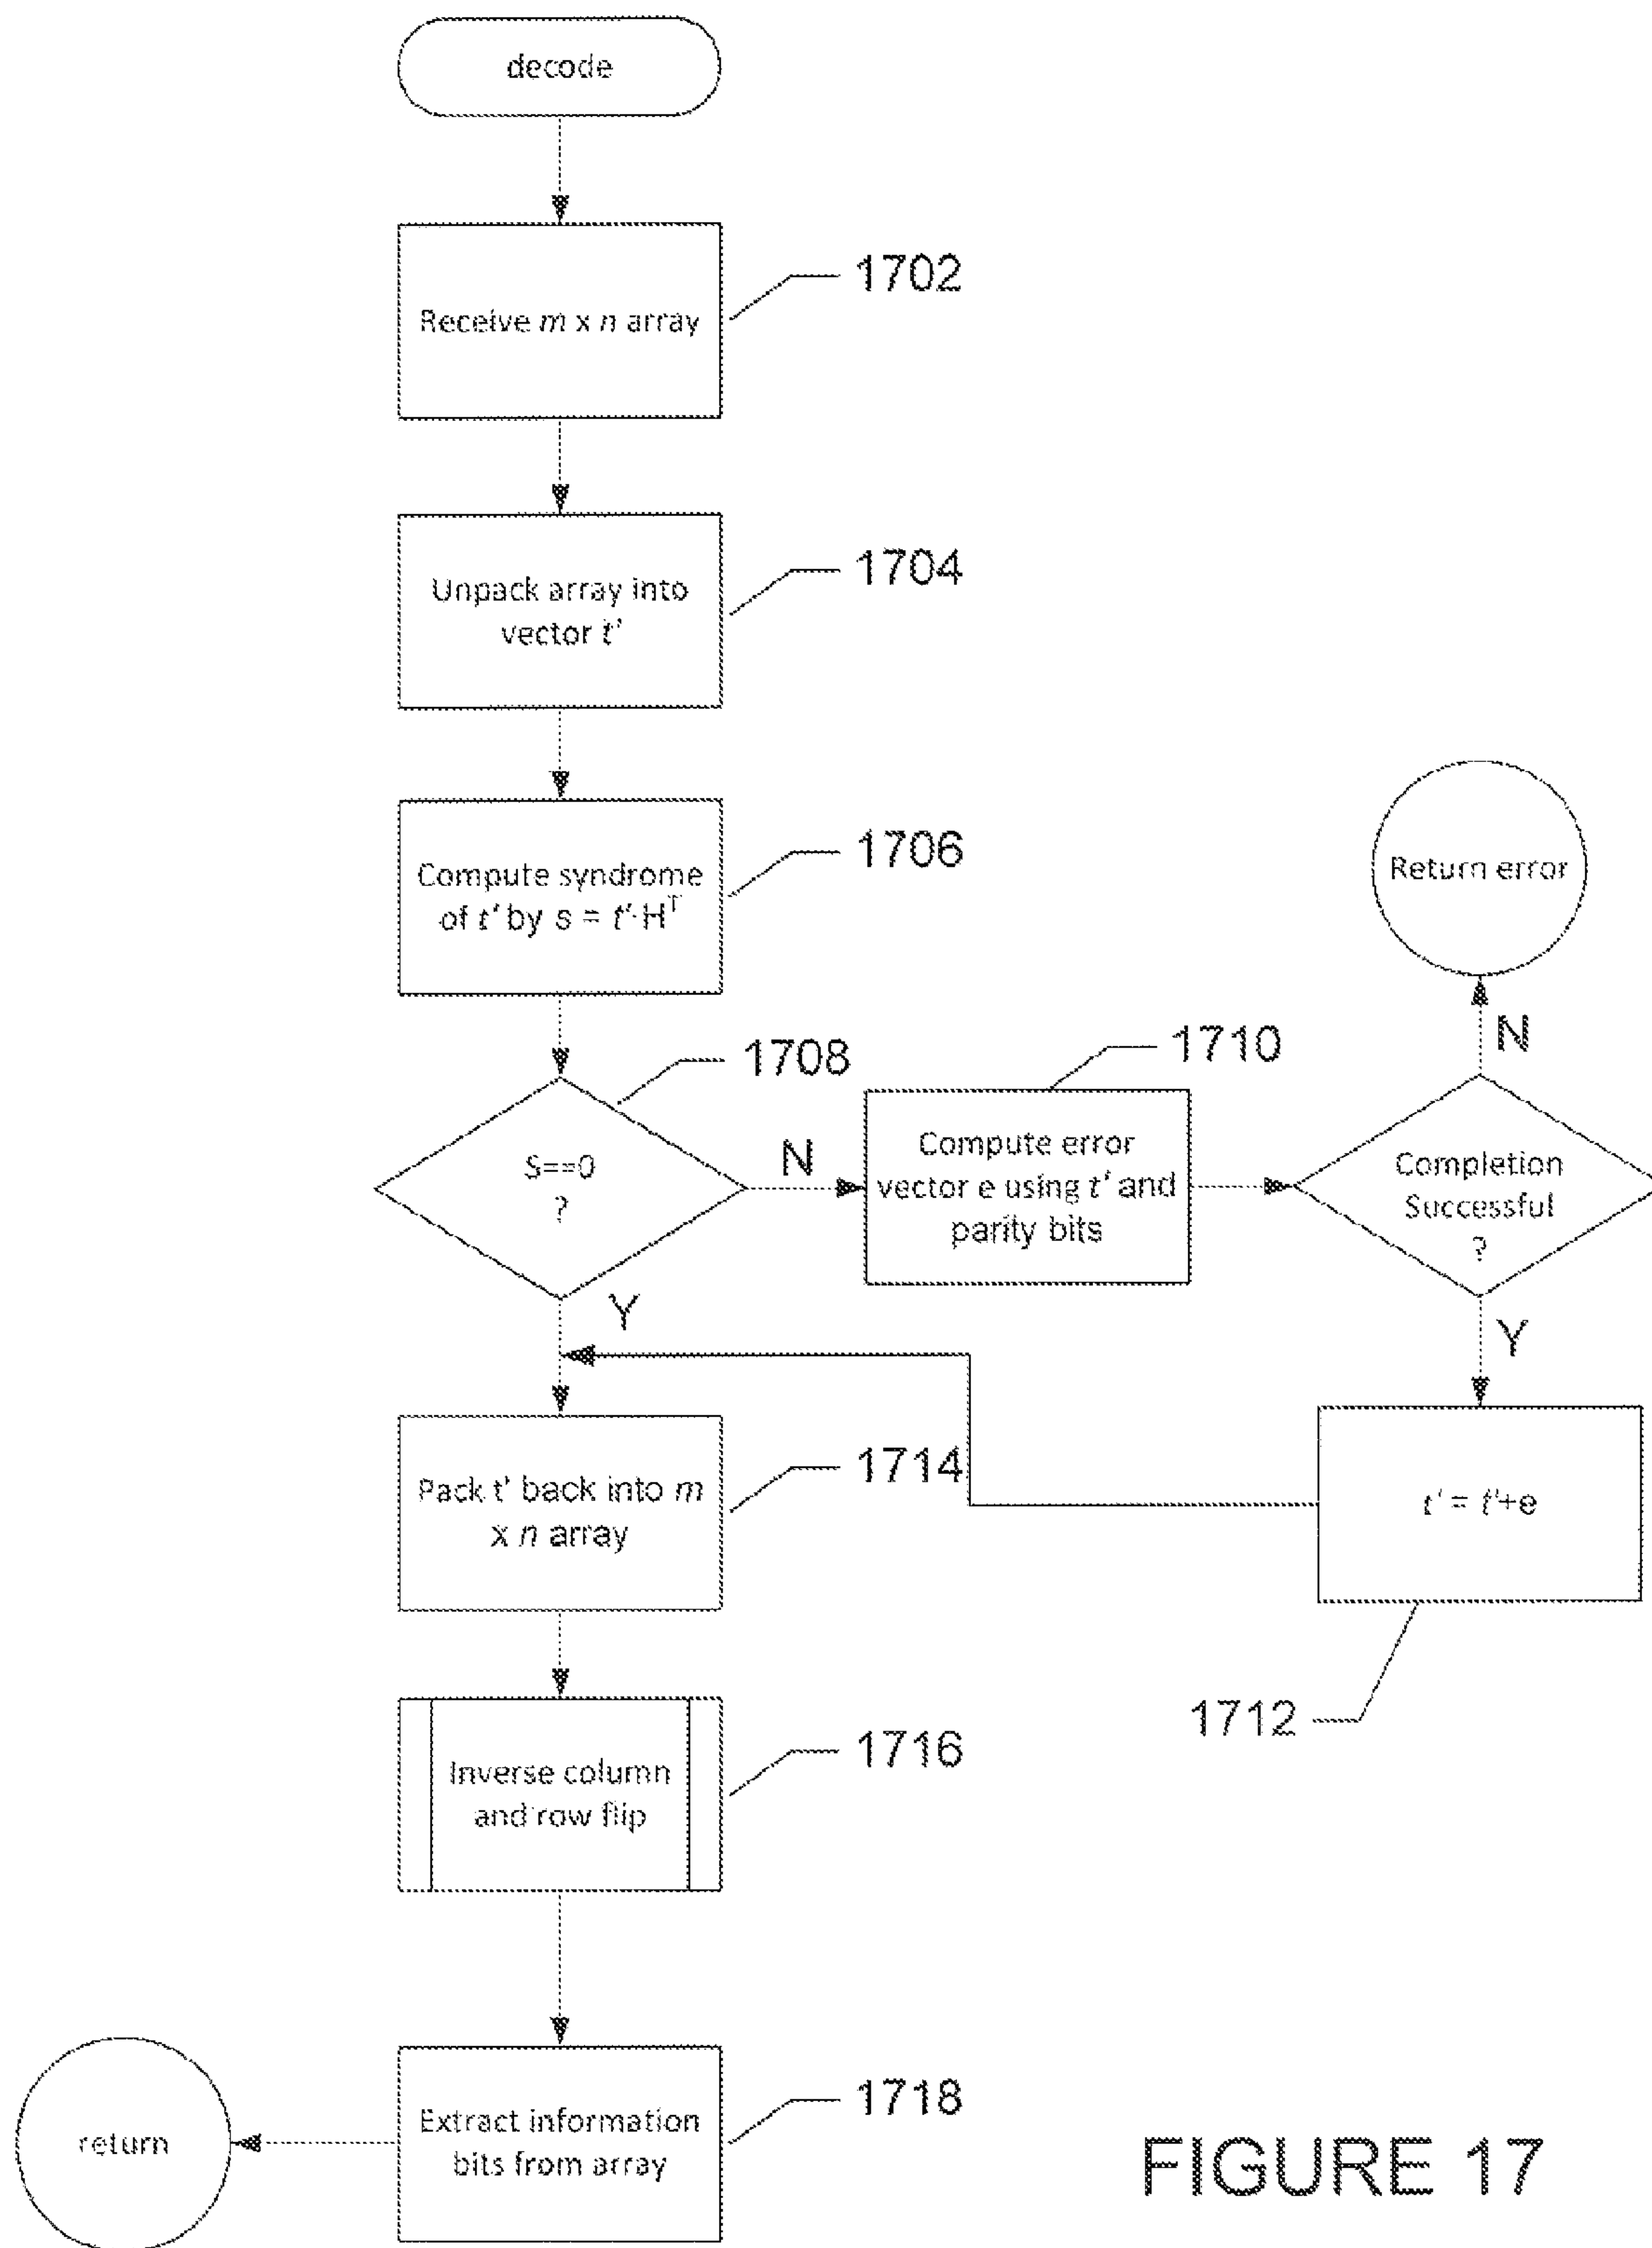 decode
Receive m x n array
1702
Unpack array into
vector t'
1704
Compute syndrome
of t' by s = t'·Hᵀ
1706
Return error
N
1708
S==0
?
N
1710
Compute error
vector e using t' and
parity bits
Completion
Successful
?
Y
Y
Pack t' back into m
x n array
1714
t' = t'+e
1712
Inverse column
and row flip
1716
Extract information
bits from array
1718
return
FIGURE 17